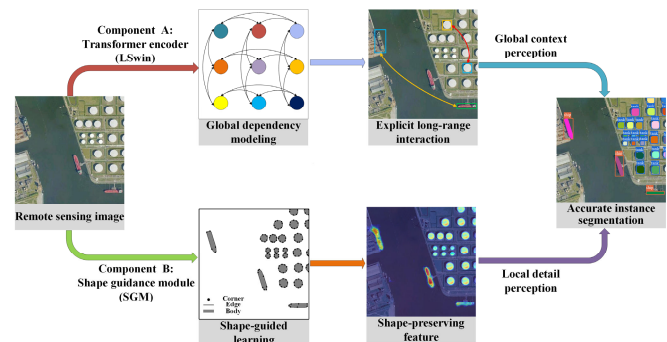 Component A:
Transformer encoder
(LSwin)
Global dependency
modeling
Explicit long-range
interaction
Global context
perception
Remote sensing image
Accurate instance
segmentation
Component B:
Shape guidance module
(SGM)
Corner
Edge
Body
Shape-guided
learning
Shape-preserving
feature
Local detail
perception